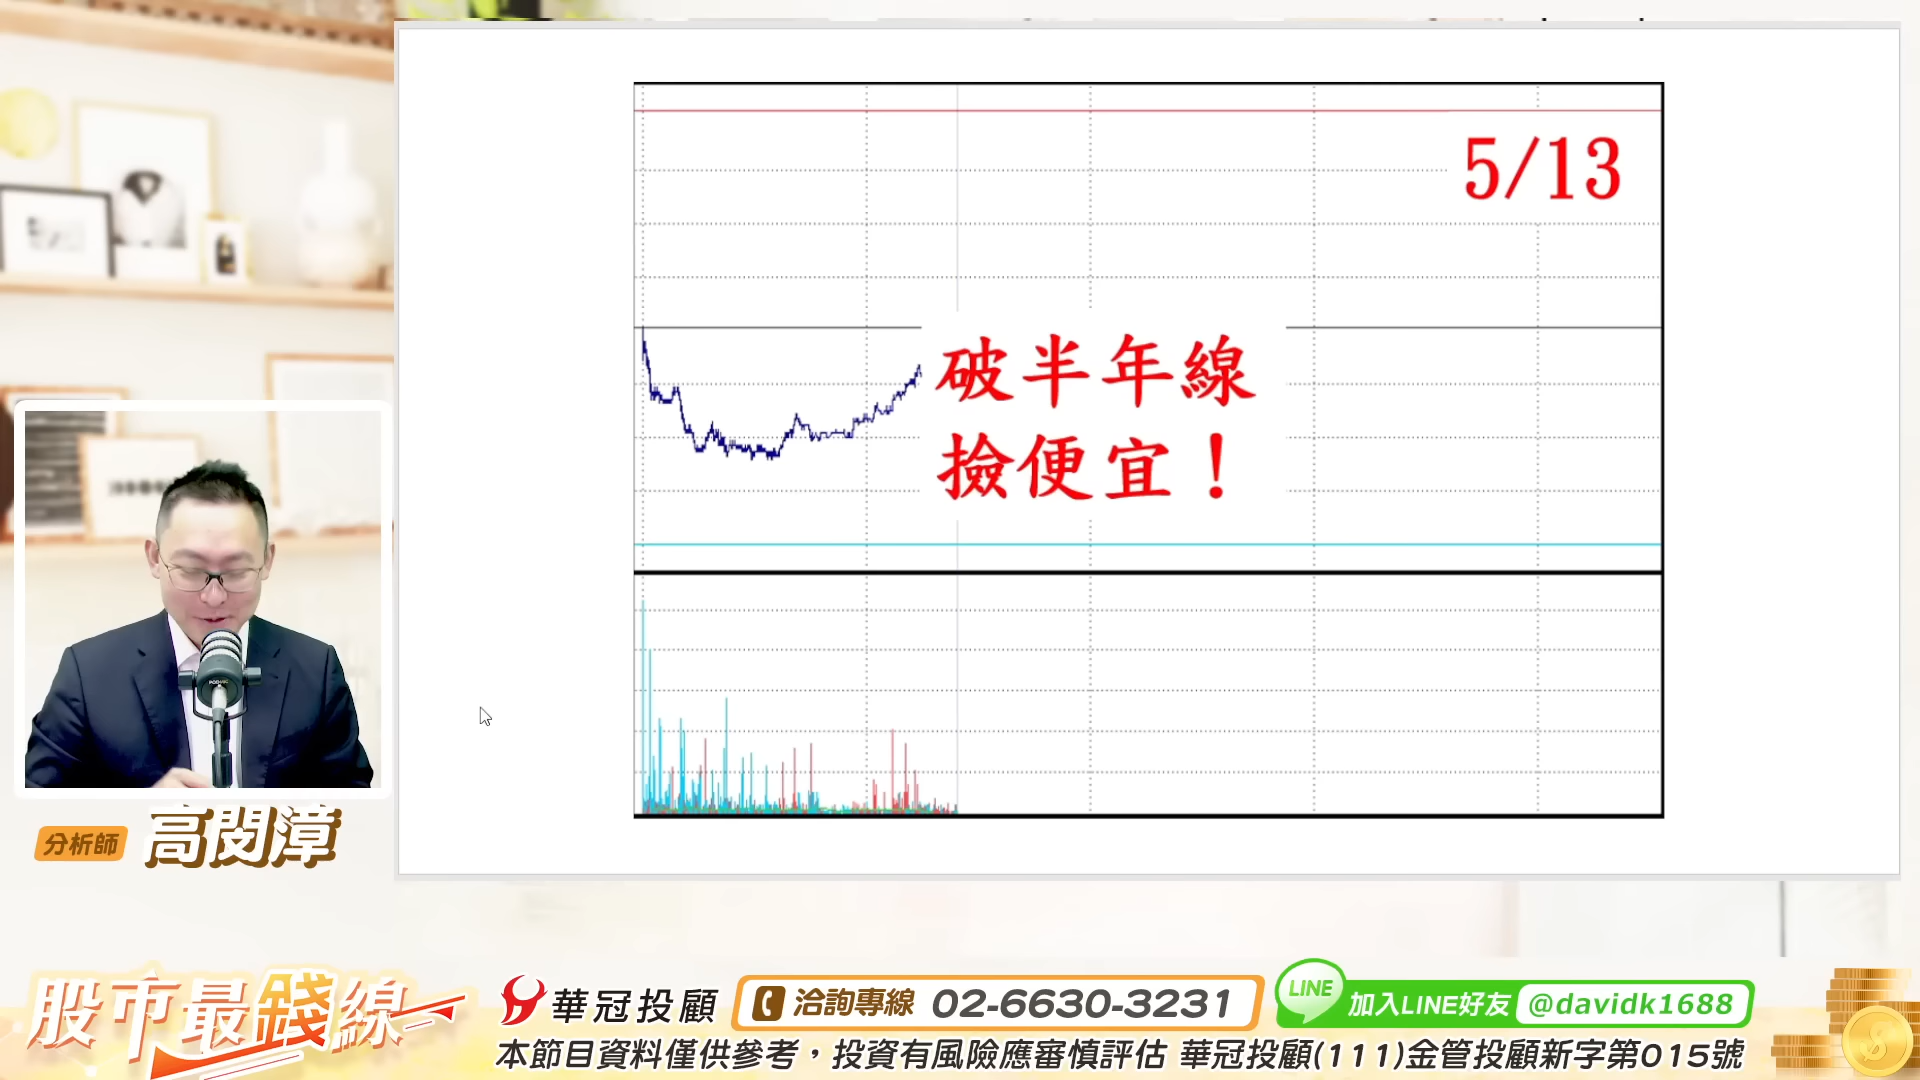 5/13
破半年線
撿便宜！
分析師 高閔漳
股市最錢線
華冠投顧 洽詢專線 02-6630-3231 LINE 加入LINE好友 @davidk1688
本節目資料僅供參考，投資有風險應審慎評估 華冠投顧(111)金管投顧新字第015號